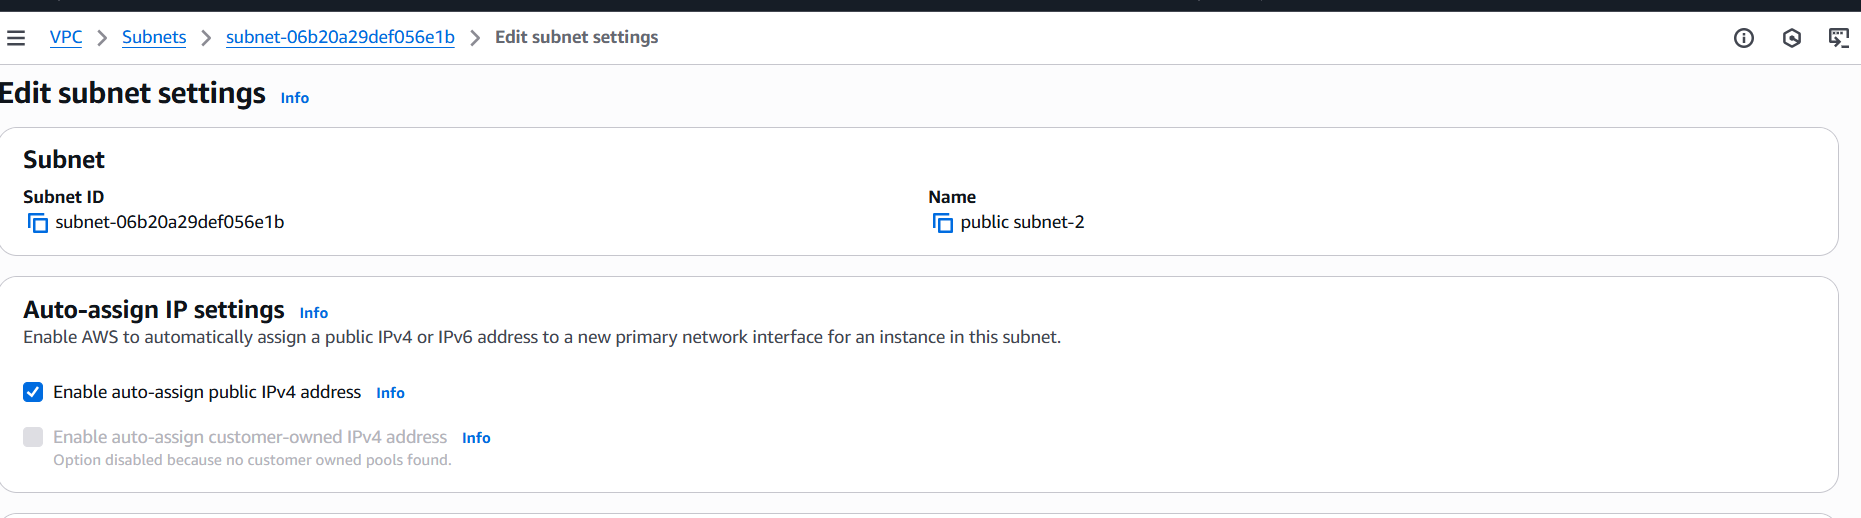 VPC > Subnets > subnet-06b20a29def056e1b > Edit subnet settings
Edit subnet settings Info
Subnet
Subnet ID
subnet-06b20a29def056e1b
Name
public subnet-2
Auto-assign IP settings Info
Enable AWS to automatically assign a public IPv4 or IPv6 address to a new primary network interface for an instance in this subnet.
Enable auto-assign public IPv4 address Info
Enable auto-assign customer-owned IPv4 address Info
Option disabled because no customer owned pools found.